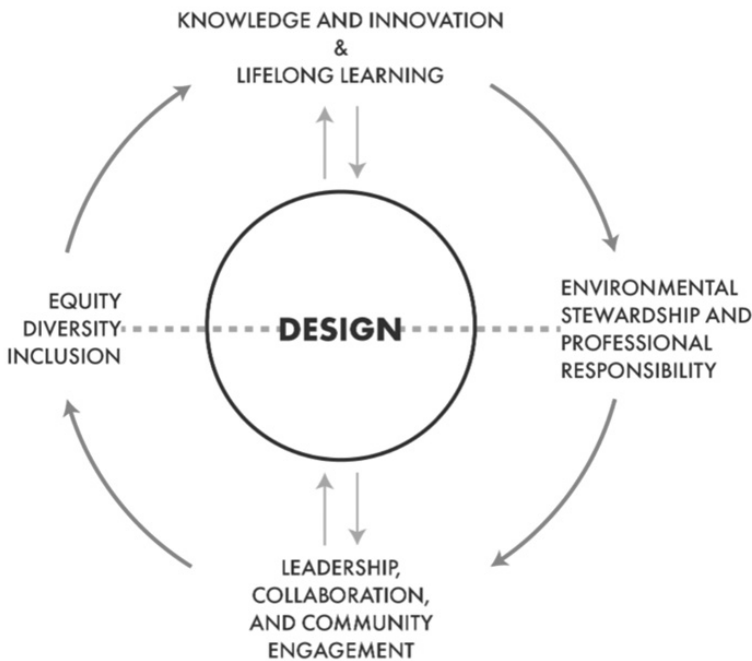 KNOWLEDGE AND INNOVATION
&
LIFELONG LEARNING
EQUITY
DIVERSITY
INCLUSION
DESIGN
ENVIRONMENTAL
STEWARDSHIP AND
PROFESSIONAL
RESPONSIBILITY
LEADERSHIP,
COLLABORATION,
AND COMMUNITY
ENGAGEMENT